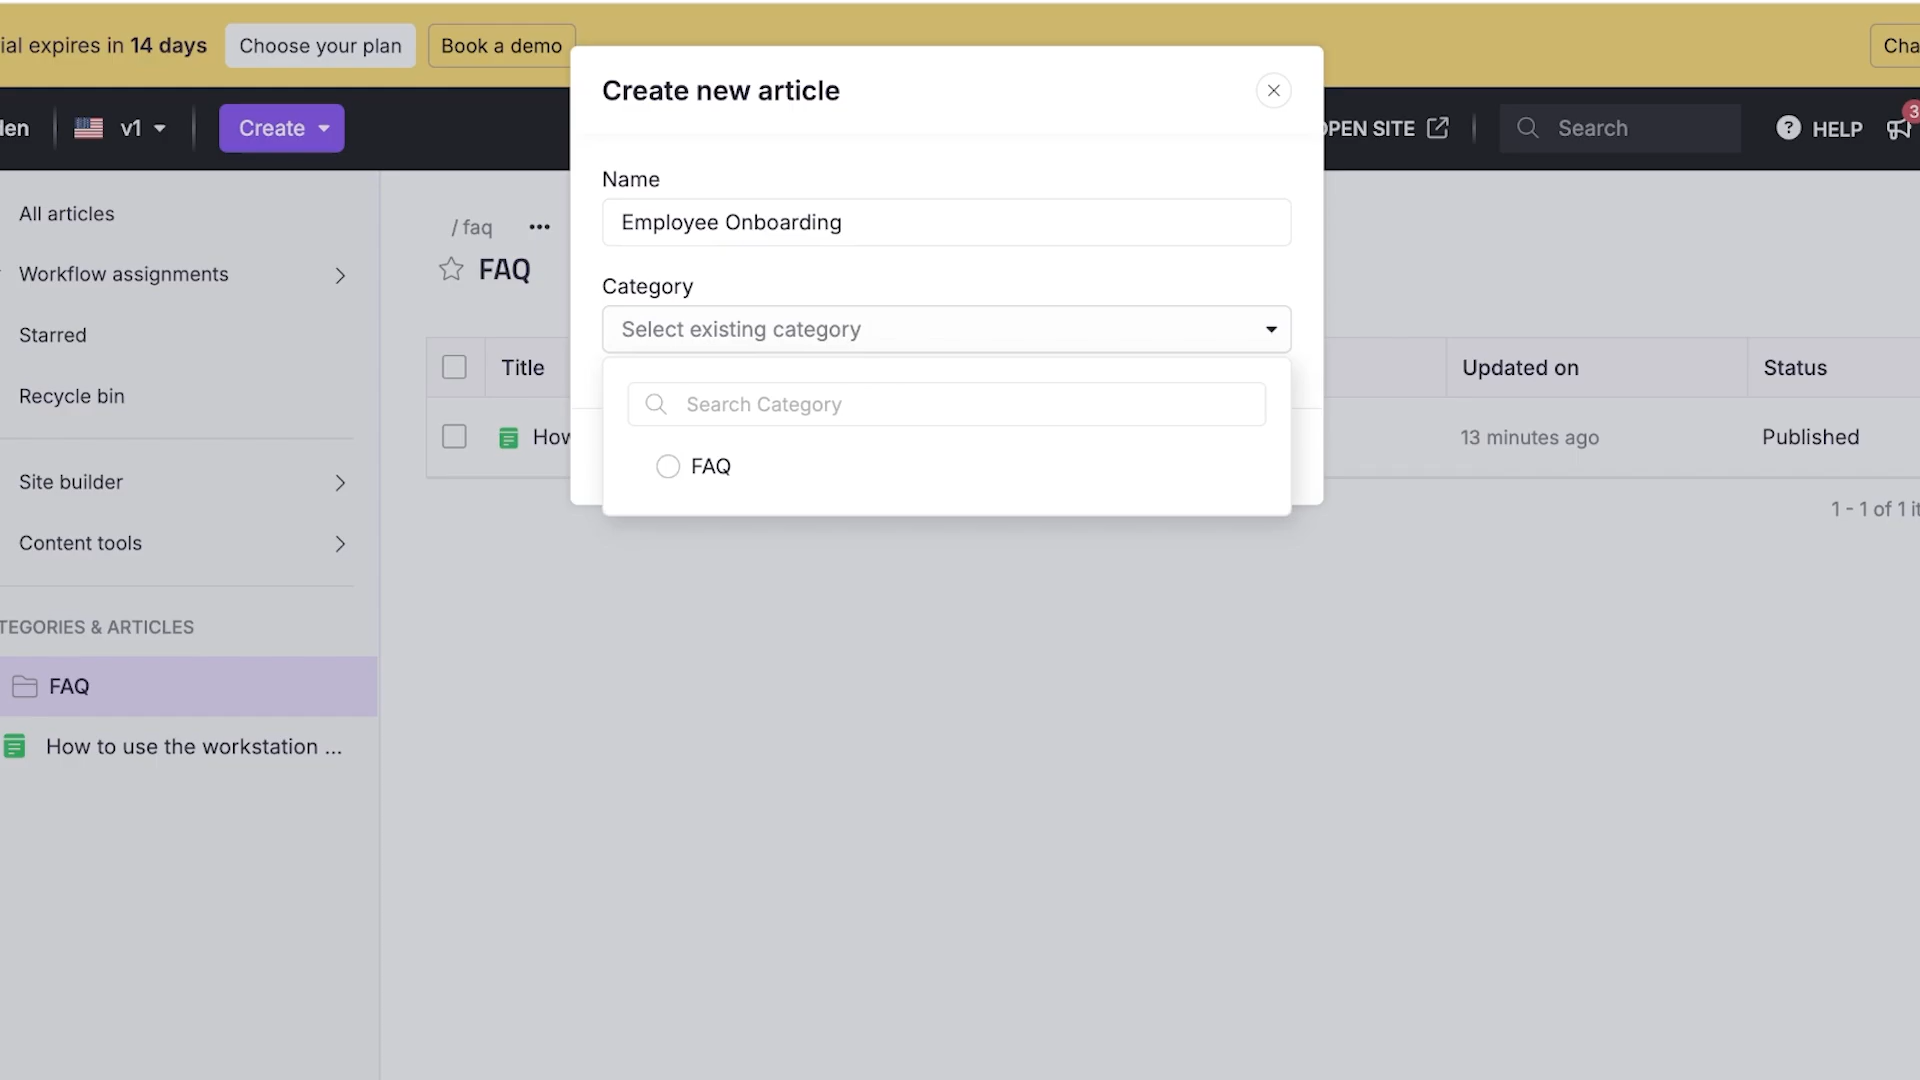 ial expires in 14 days
Choose your plan
Book a demo
Cha
len
v1
Create
OPEN SITE
Search
HELP
3
All articles
Workflow assignments
Starred
Recycle bin
Site builder
Content tools
TEGORIES & ARTICLES
FAQ
How to use the workstation ...
/ faq
•••
FAQ
Title
Updated on
Status
How
13 minutes ago
Published
1 - 1 of 1 it
Create new article
Name
Employee Onboarding
Category
Select existing category
Search Category
FAQ